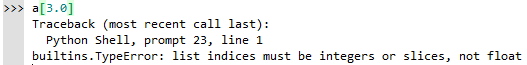 >>> a[3.0]
Traceback (most recent call last):
  Python Shell, prompt 23, line 1
builtins.TypeError: list indices must be integers or slices, not float